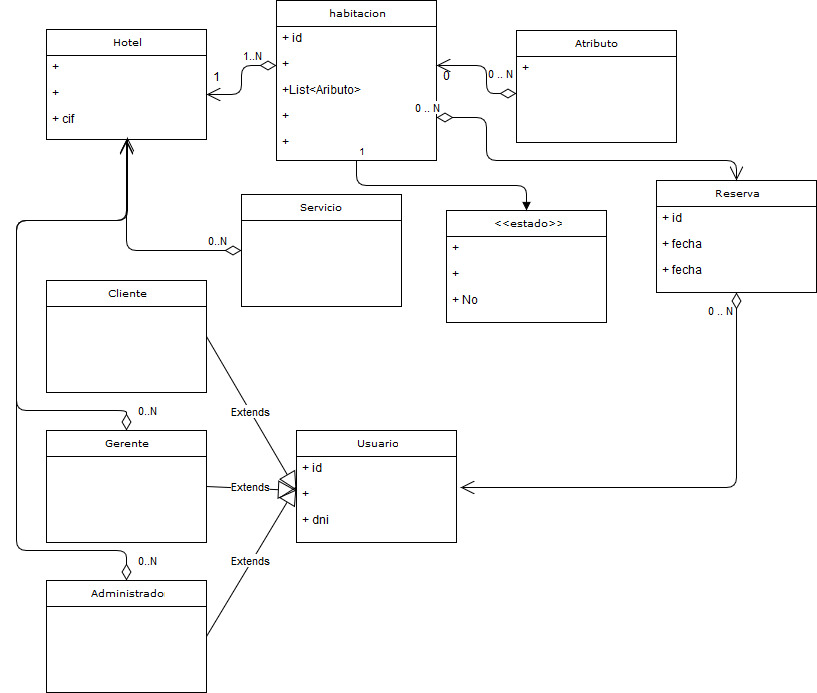 habitacion
+ id
+
+List<Aributo>
+
+
1
Hotel
+
+
+ cif
1..N
1
Atributo
+
0 .. N
0
0 .. N
Reserva
+ id
+ fecha
+ fecha
0 .. N
Servicio
0..N
<<estado>>
+
+
+ No
Cliente
Extends
0..N
Gerente
Extends
Usuario
+ id
+
+ dni
0..N
Extends
Administrado